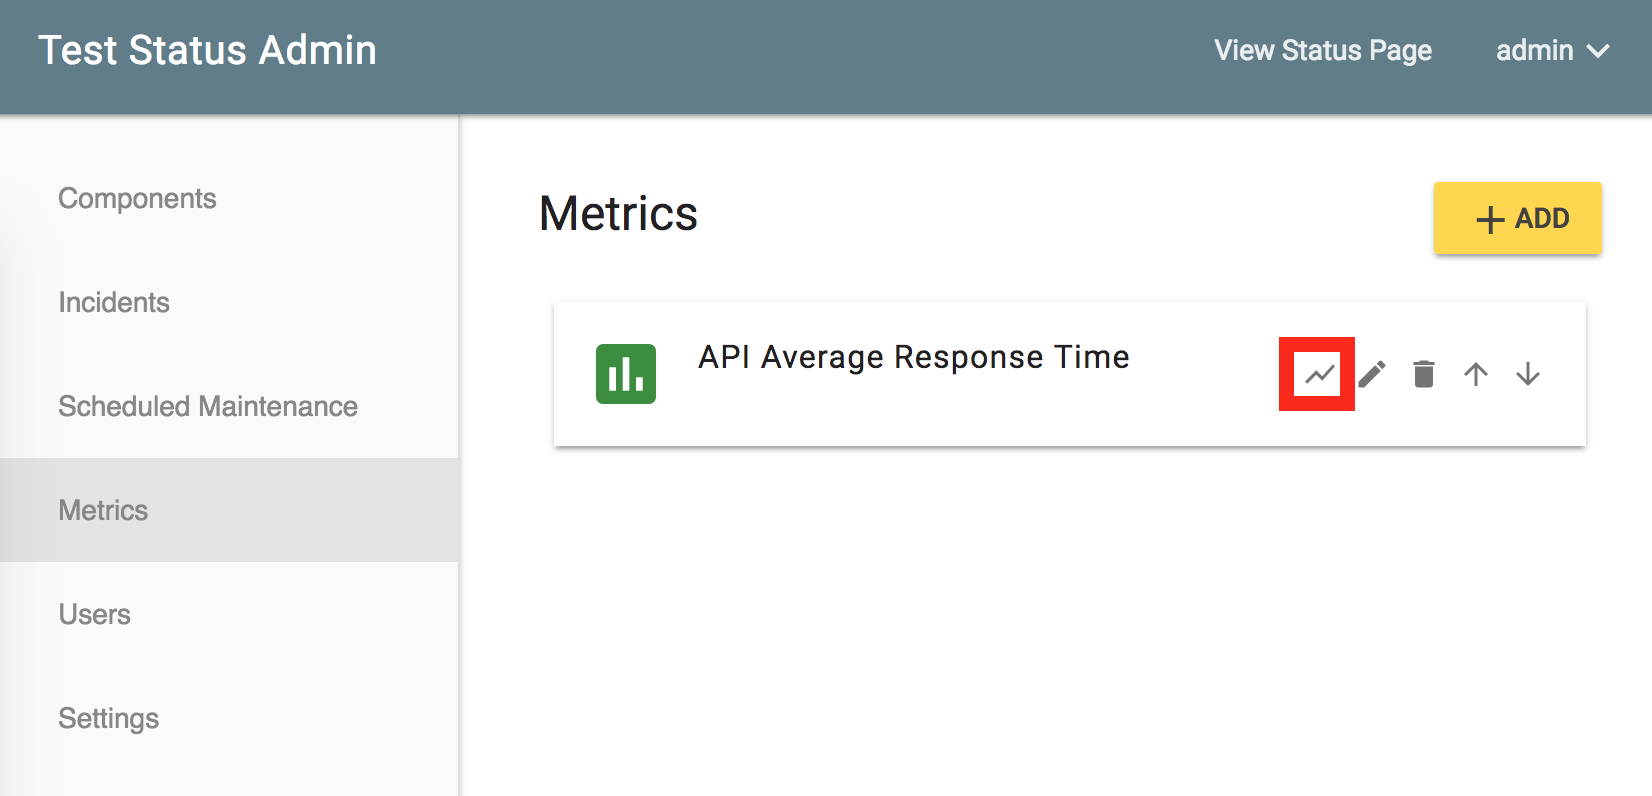 Test Status Admin
View Status Page
admin
Components
Incidents
Scheduled Maintenance
Metrics
Users
Settings
Metrics
ADD
API Average Response Time